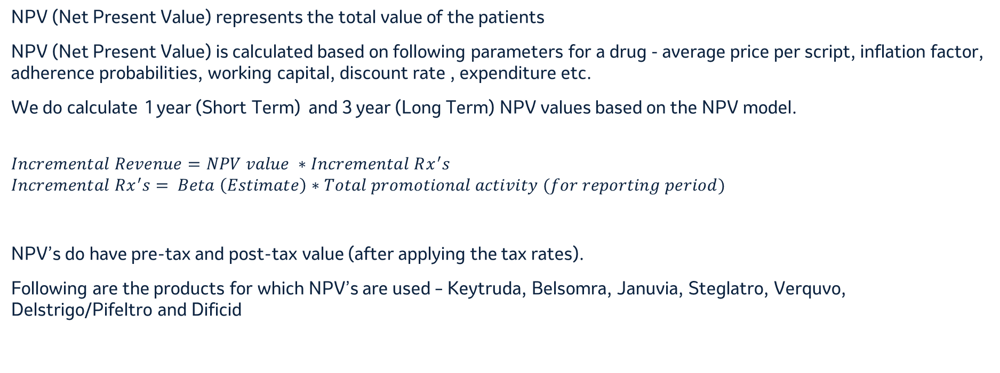 NPV (Net Present Value) represents the total value of the patients
NPV (Net Present Value) is calculated based on following parameters for a drug - average price per script, inflation factor,
adherence probabilities, working capital, discount rate , expenditure etc.
We do calculate 1 year (Short Term) and 3 year (Long Term) NPV values based on the NPV model.
Incremental Revenue = NPV value * Incremental Rx's
Incremental Rx's = Beta (Estimate) * Total promotional activity (for reporting period)
NPV’s do have pre-tax and post-tax value (after applying the tax rates).
Following are the products for which NPV’s are used – Keytruda, Belsomra, Januvia, Steglatro, Verquvo,
Delstrigo/Pifeltro and Dificid